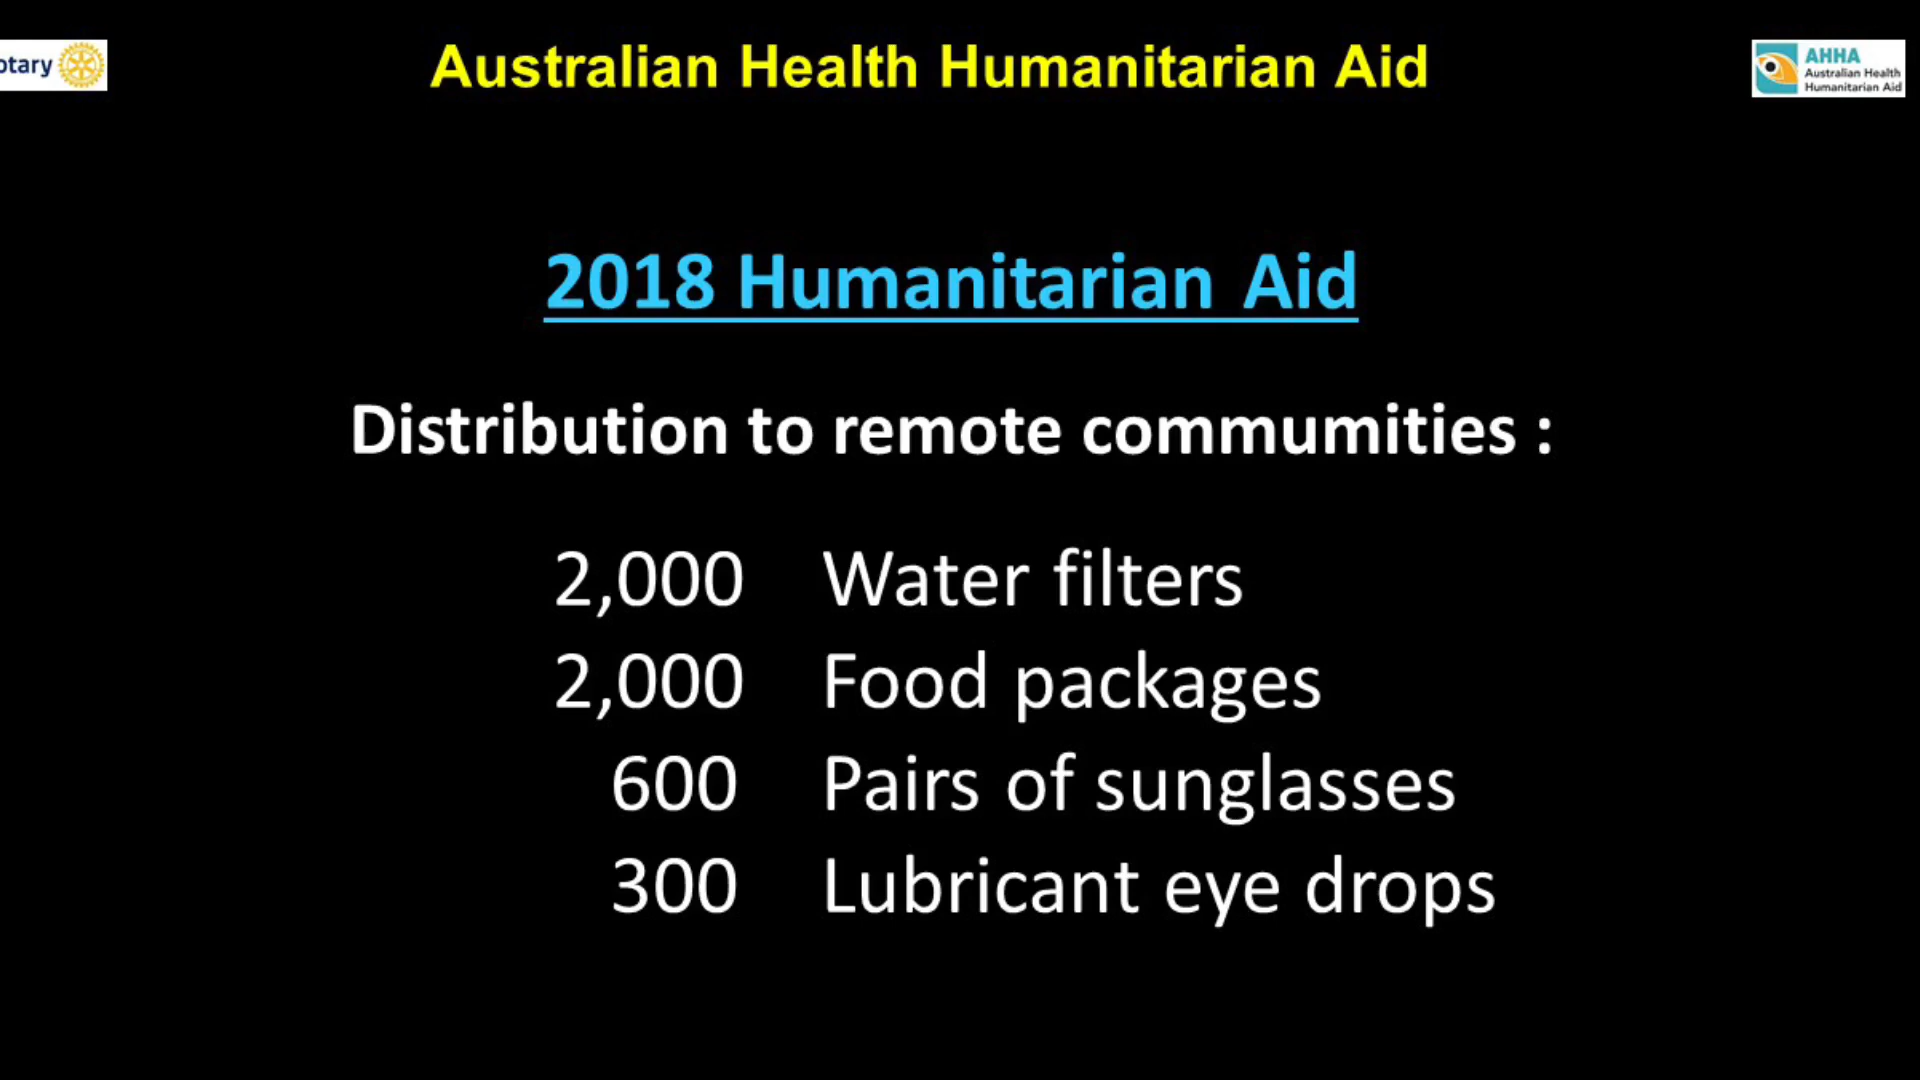 otary
Australian Health Humanitarian Aid
AHHA
Australian Health
Humanitarian Aid
2018 Humanitarian Aid
Distribution to remote commumities :
2,000 Water filters
2,000 Food packages
600 Pairs of sunglasses
300 Lubricant eye drops